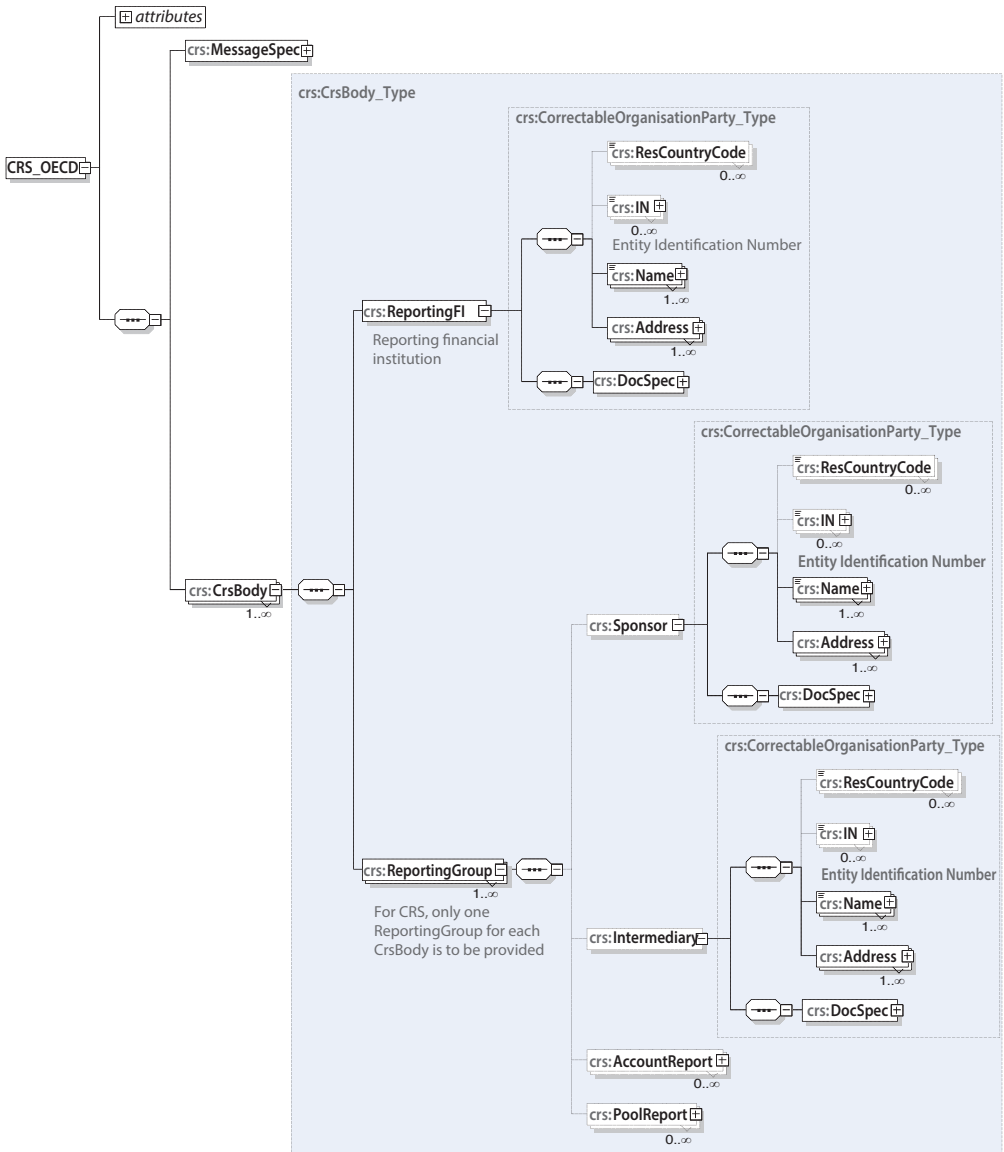 attributes
crs:MessageSpec
crs:CrsBody_Type
crs:CorrectableOrganisationParty_Type
crs:ResCountryCode
0..∞
CRS_OECD
crs:IN
0..∞
Entity Identification Number
crs:Name
1..∞
crs:ReportingFI
Reporting financial
institution
crs:Address
1..∞
crs:DocSpec
crs:CorrectableOrganisationParty_Type
crs:ResCountryCode
0..∞
crs:IN
0..∞
Entity Identification Number
crs:Name
1..∞
crs:CrsBody
1..∞
crs:Sponsor
crs:Address
1..∞
crs:DocSpec
crs:CorrectableOrganisationParty_Type
crs:ResCountryCode
0..∞
crs:IN
0..∞
Entity Identification Number
crs:ReportingGroup
1..∞
For CRS, only one
ReportingGroup for each
CrsBody is to be provided
crs:Name
1..∞
crs:Intermediary
crs:Address
1..∞
crs:DocSpec
crs:AccountReport
0..∞
crs:PoolReport
0..∞